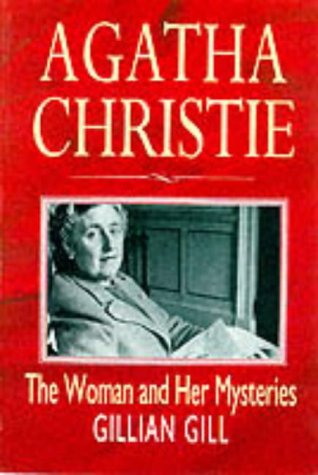 AGATHA
CHRISTIE
The Woman and Her Mysteries
GILLIAN GILL